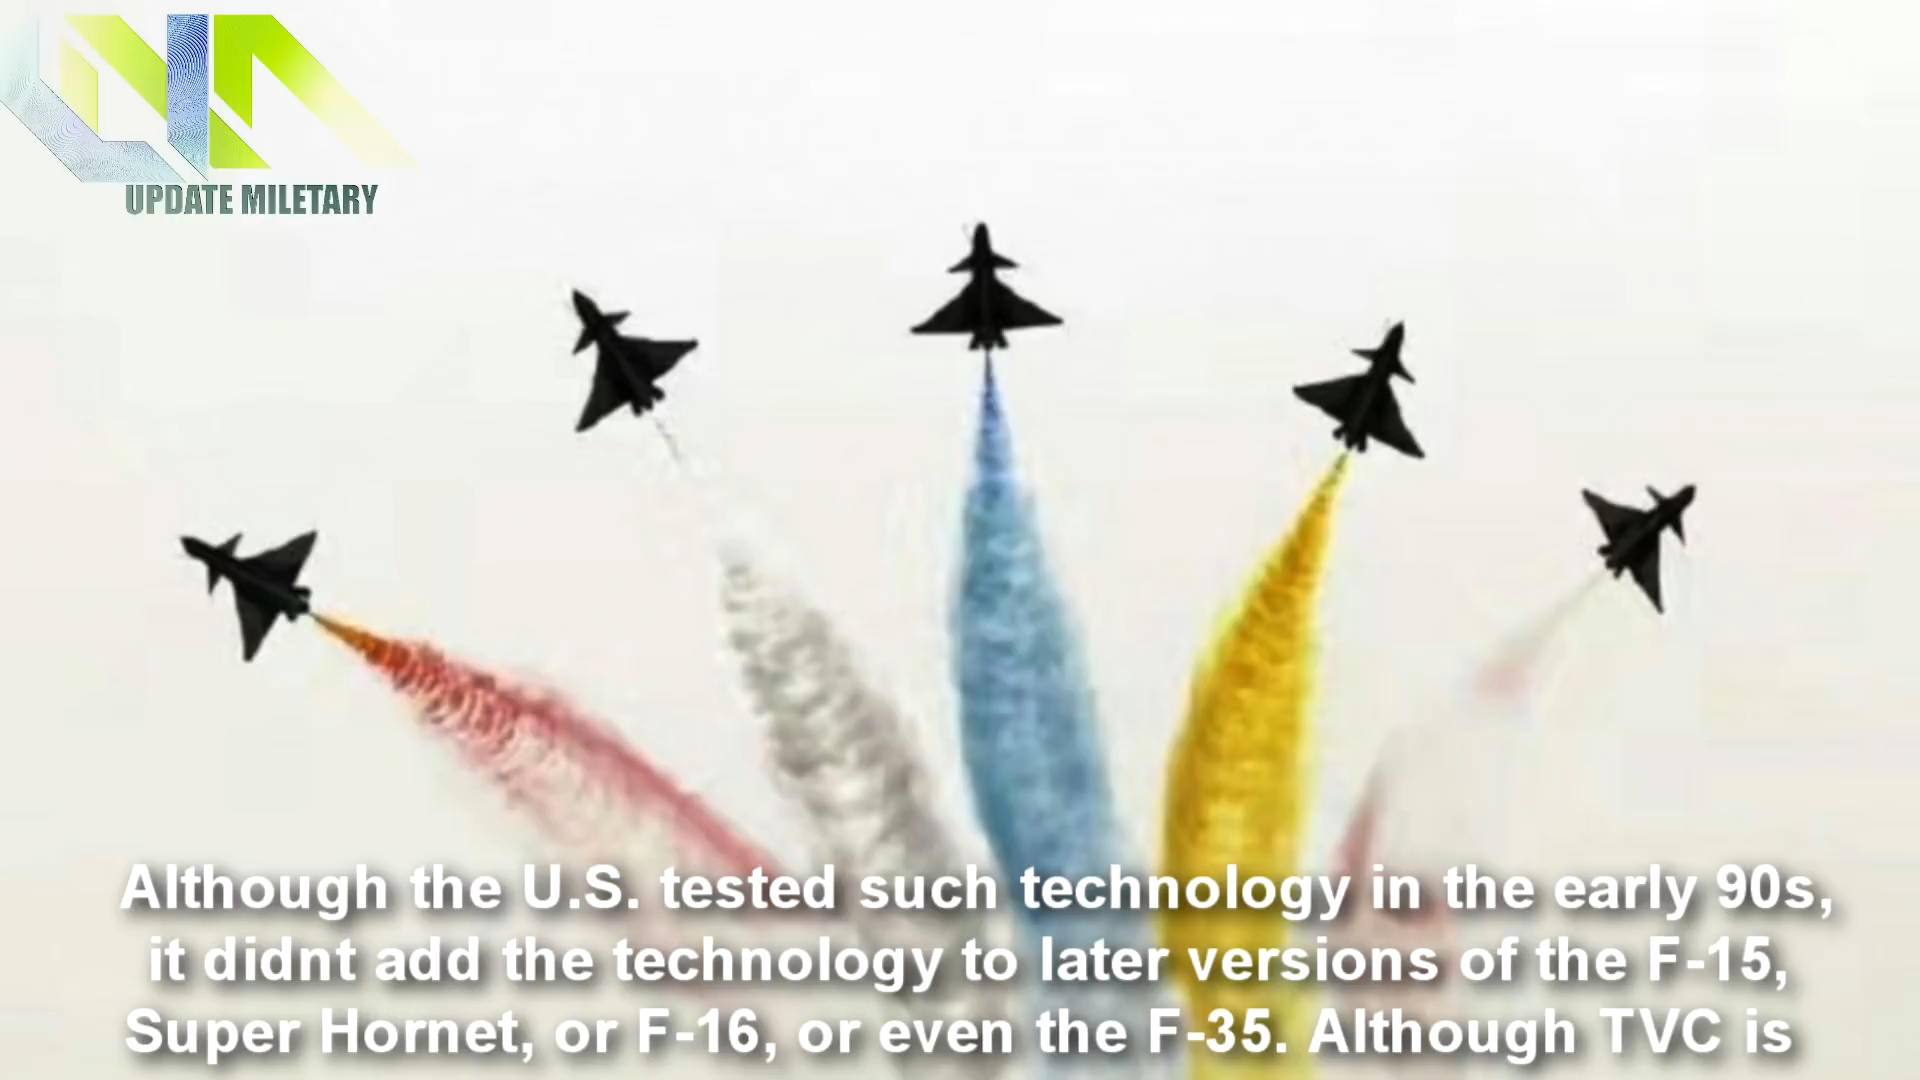 UPDATE MILETARY
Although the U.S. tested such technology in the early 90s,
it didnt add the technology to later versions of the F-15,
Super Hornet, or F-16, or even the F-35. Although TVC is